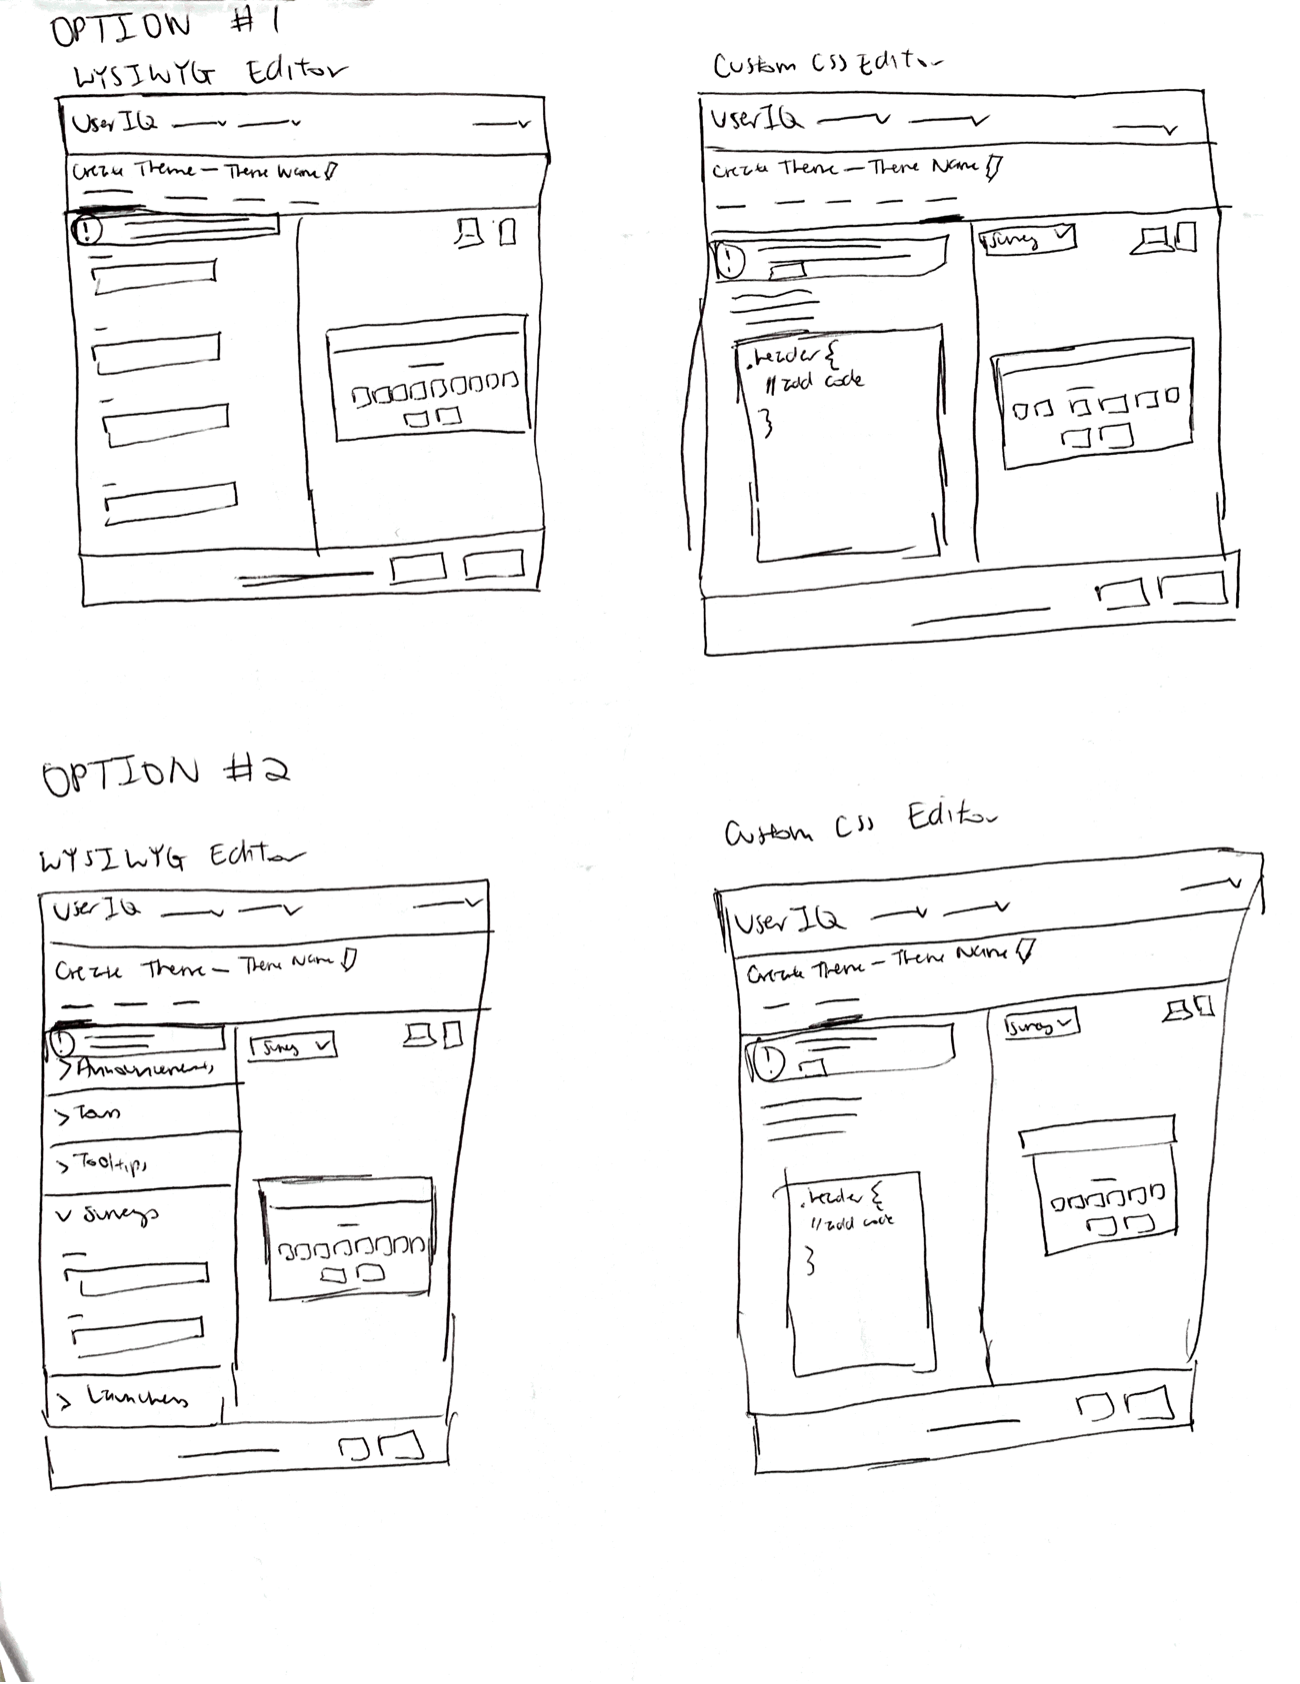 OPTION #1
WYSIWYG Editor
UserIQ
Create Theme - Theme Name
!
Custom CSS Editor
UserIQ
Create Theme - Theme Name
!
Survey
.header {
// add code
}
OPTION #2
WYSIWYG Editor
UserIQ
Create Theme - Theme Name
!
Survey
> Announcements
> Tours
> Tooltips
v Surveys
> Launchers
Custom CSS Editor
UserIQ
Create Theme - Theme Name
!
Survey
.header {
// add code
}